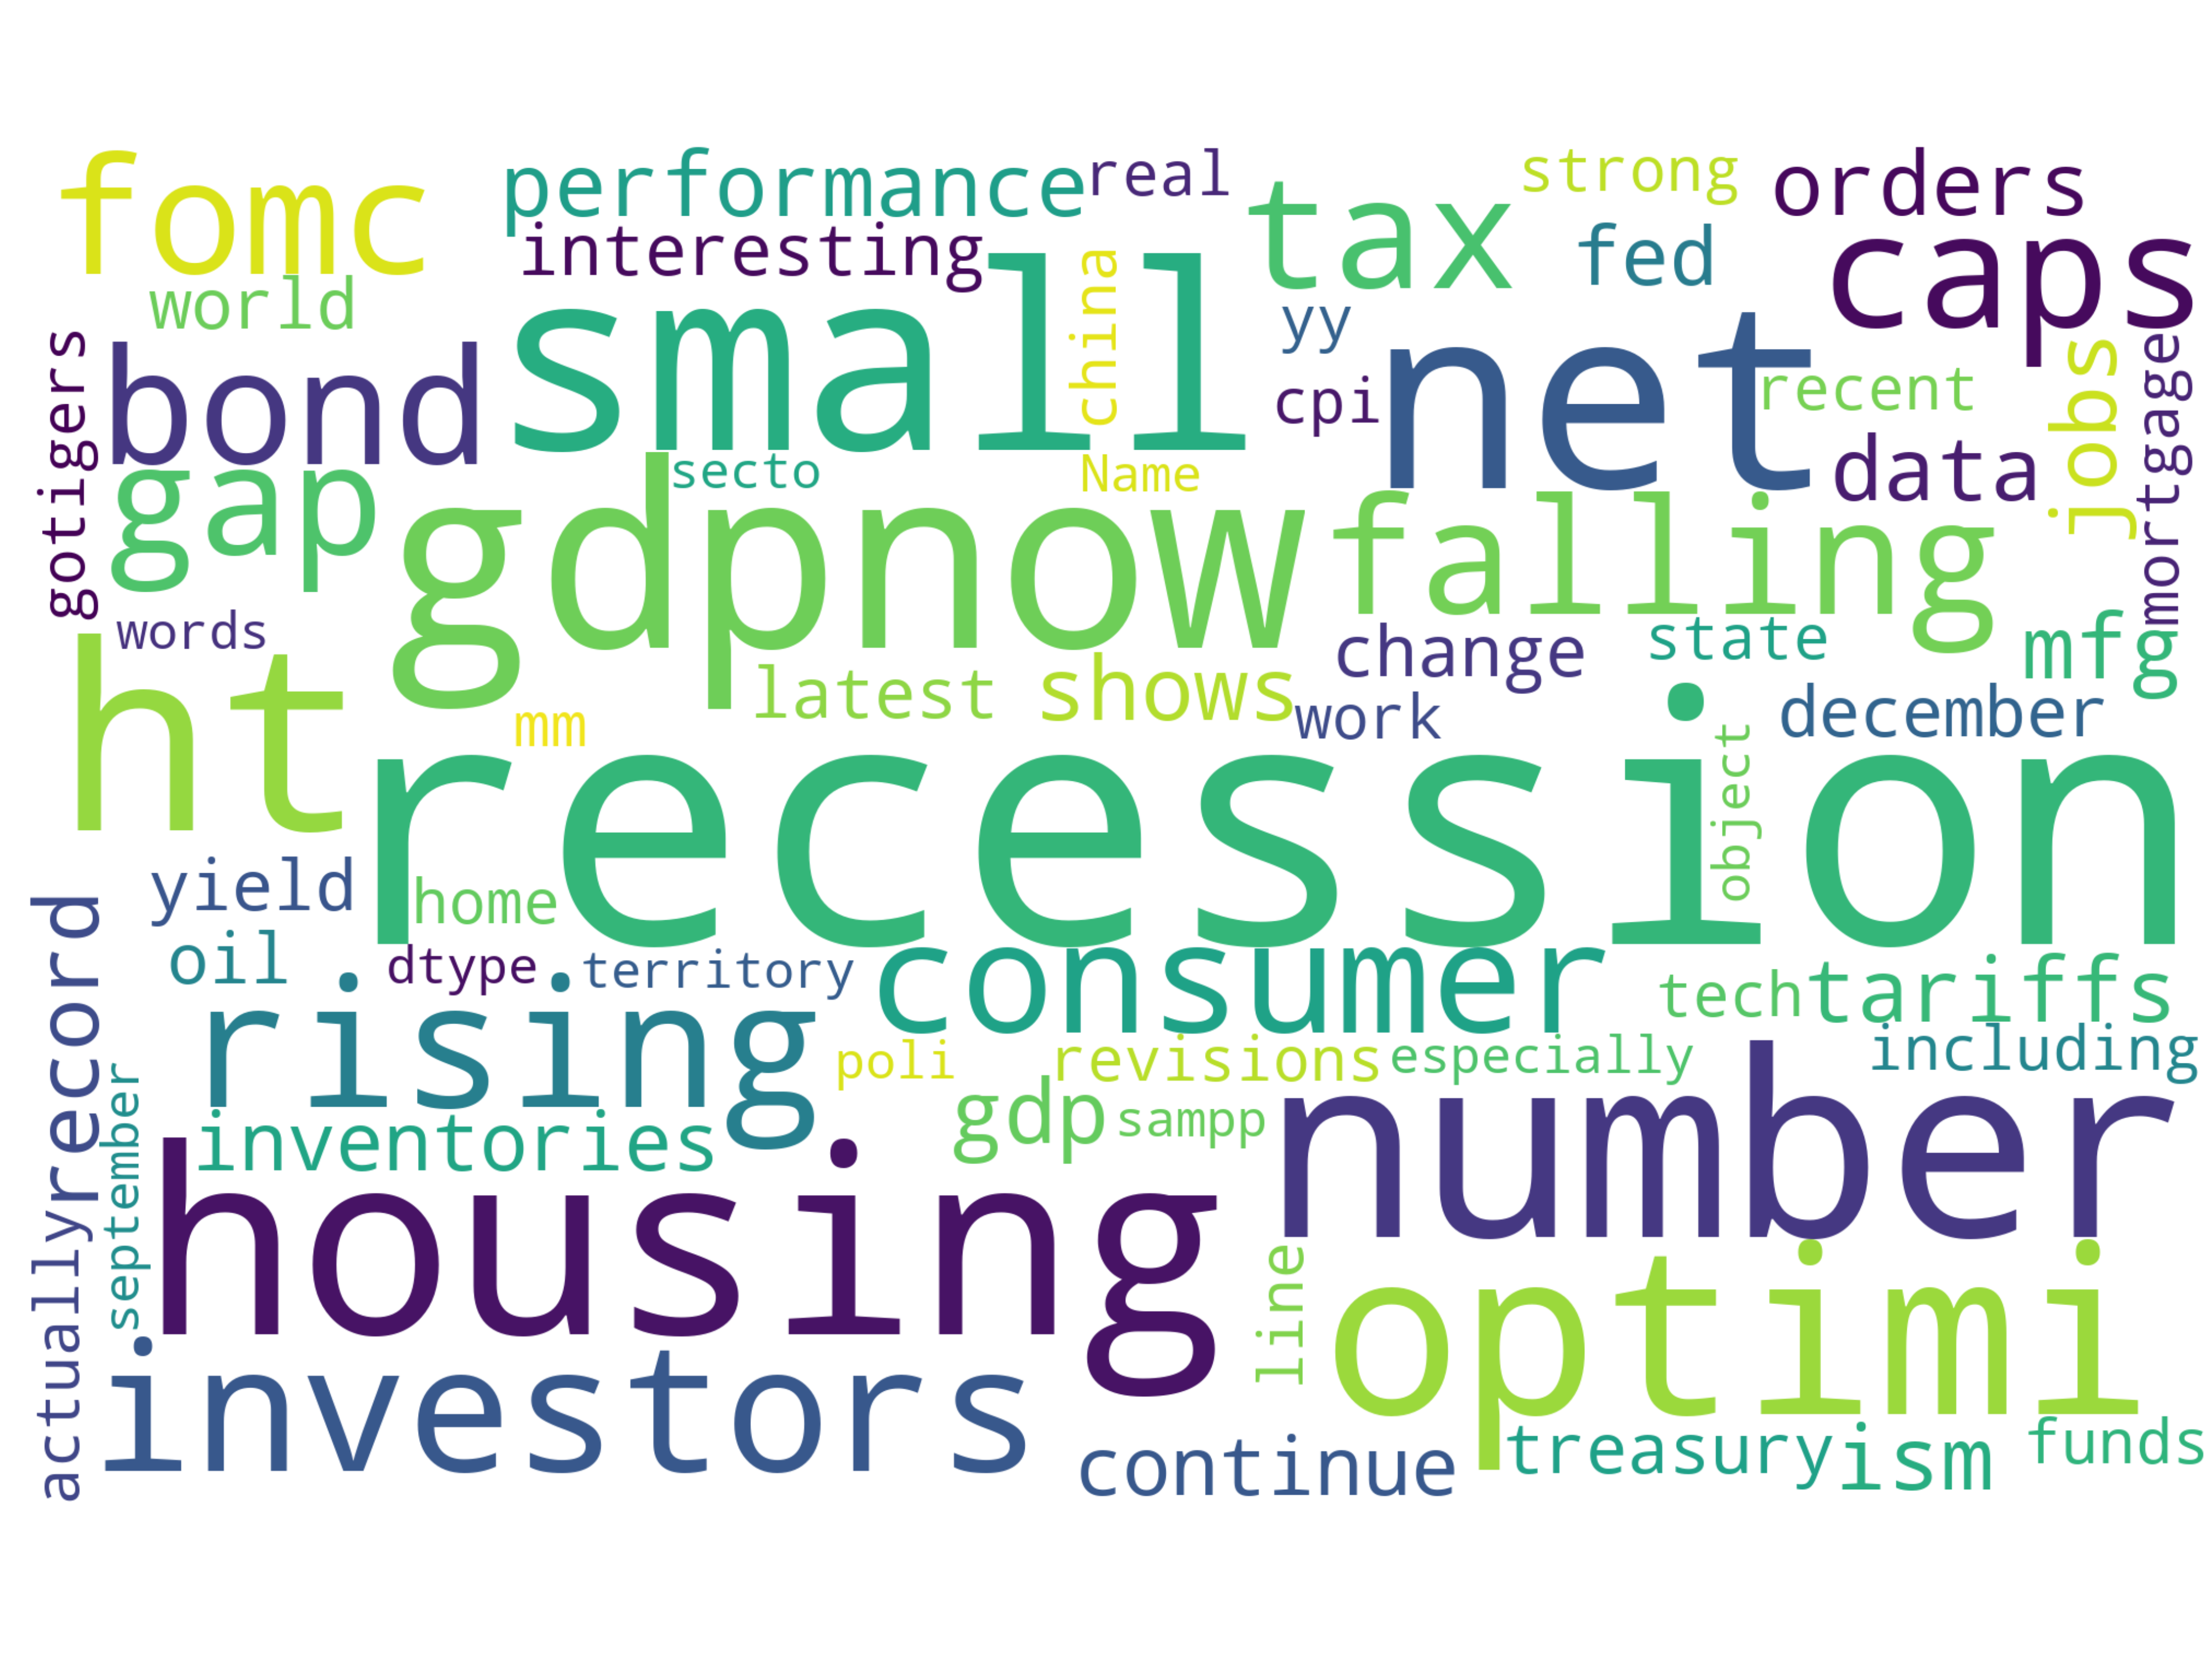 fomc
performance
real
strong
orders
interesting
tax
fed
caps
world
small
china
yy
net
recent
jobs
mortgage
gotigers
bond
cpi
data
secto
Name
gap
gdpnow
falling
words
change
state
mfg
ht
latest
shows
work
december
mm
recession
object
yield
home
record
oil
dtype
territory
consumer
tech
tariffs
rising
poli
revisions
especially
including
september
inventories
gdp
sampp
number
actually
housing
line
optimi
investors
continue
treasury
ism
funds